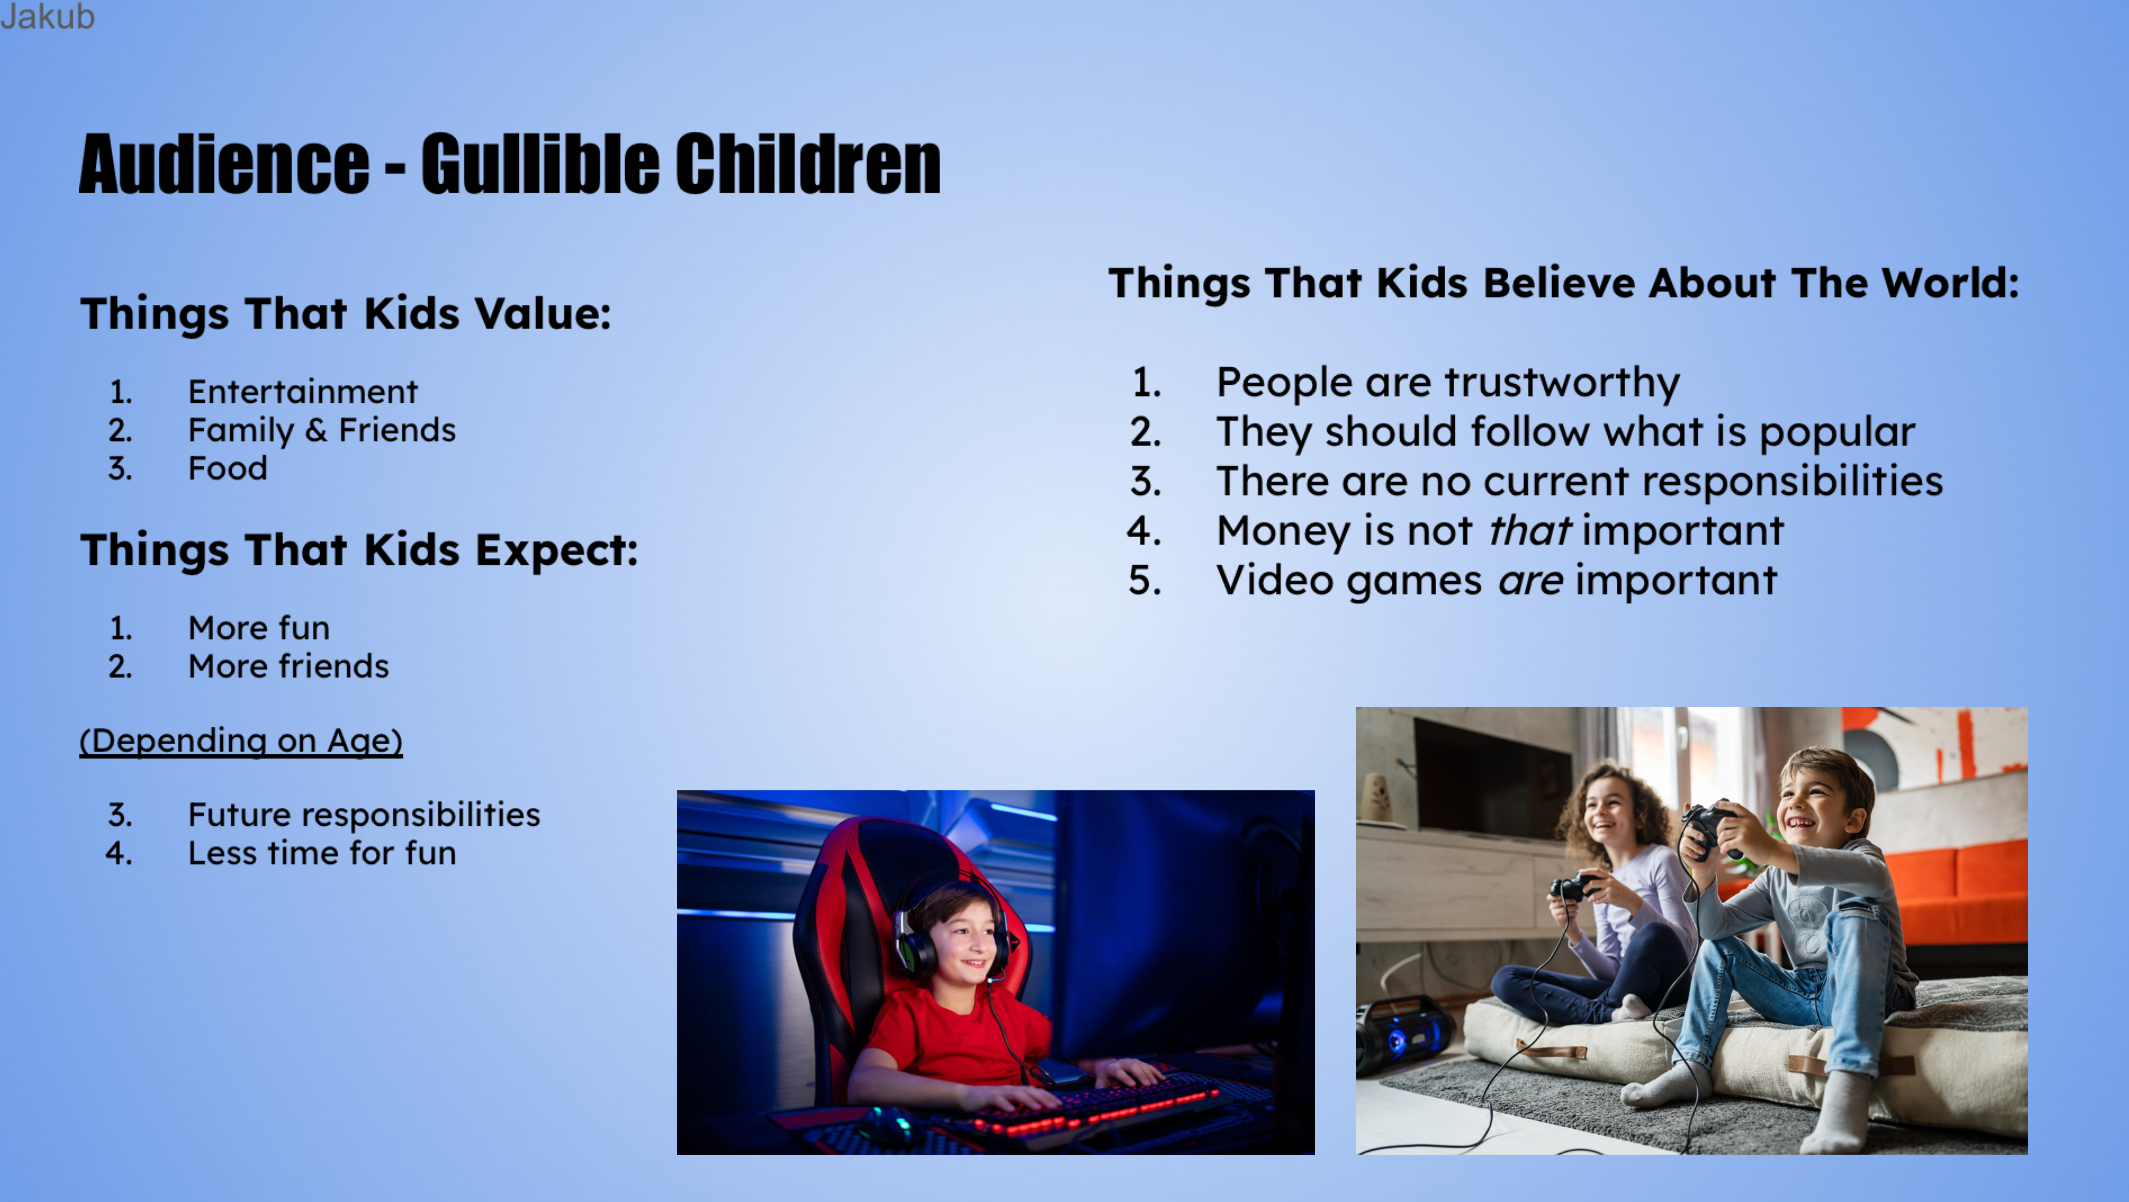 Jakub
Audience - Gullible Children
Things That Kids Value:
1. Entertainment
2. Family & Friends
3. Food
Things That Kids Expect:
1. More fun
2. More friends
(Depending on Age)
3. Future responsibilities
4. Less time for fun
Things That Kids Believe About The World:
1. People are trustworthy
2. They should follow what is popular
3. There are no current responsibilities
4. Money is not that important
5. Video games are important